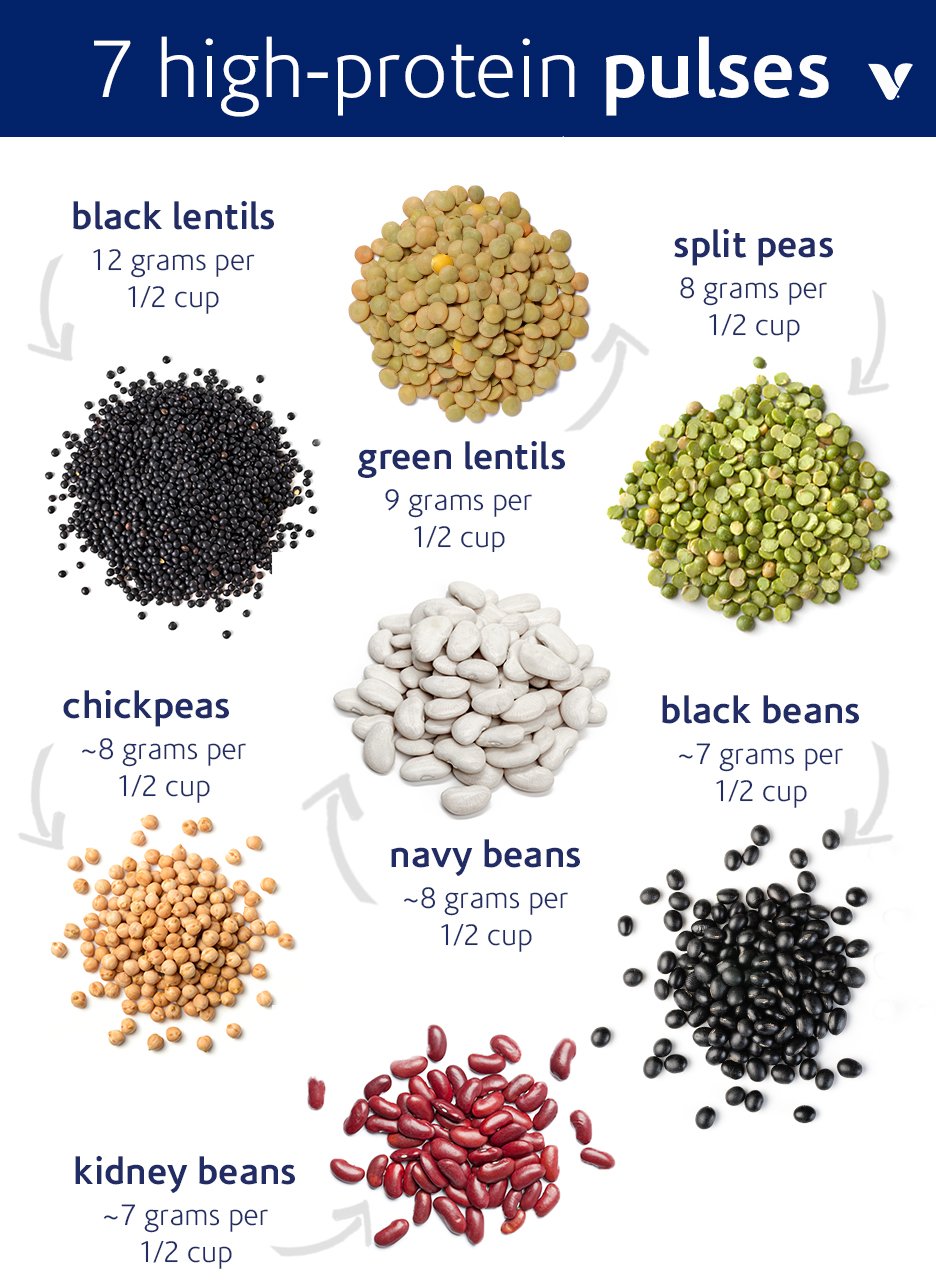 7 high-protein pulses
black lentils
12 grams per
1/2 cup
split peas
8 grams per
1/2 cup
green lentils
9 grams per
1/2 cup
chickpeas
~8 grams per
1/2 cup
black beans
~7 grams per
1/2 cup
navy beans
~8 grams per
1/2 cup
kidney beans
~7 grams per
1/2 cup